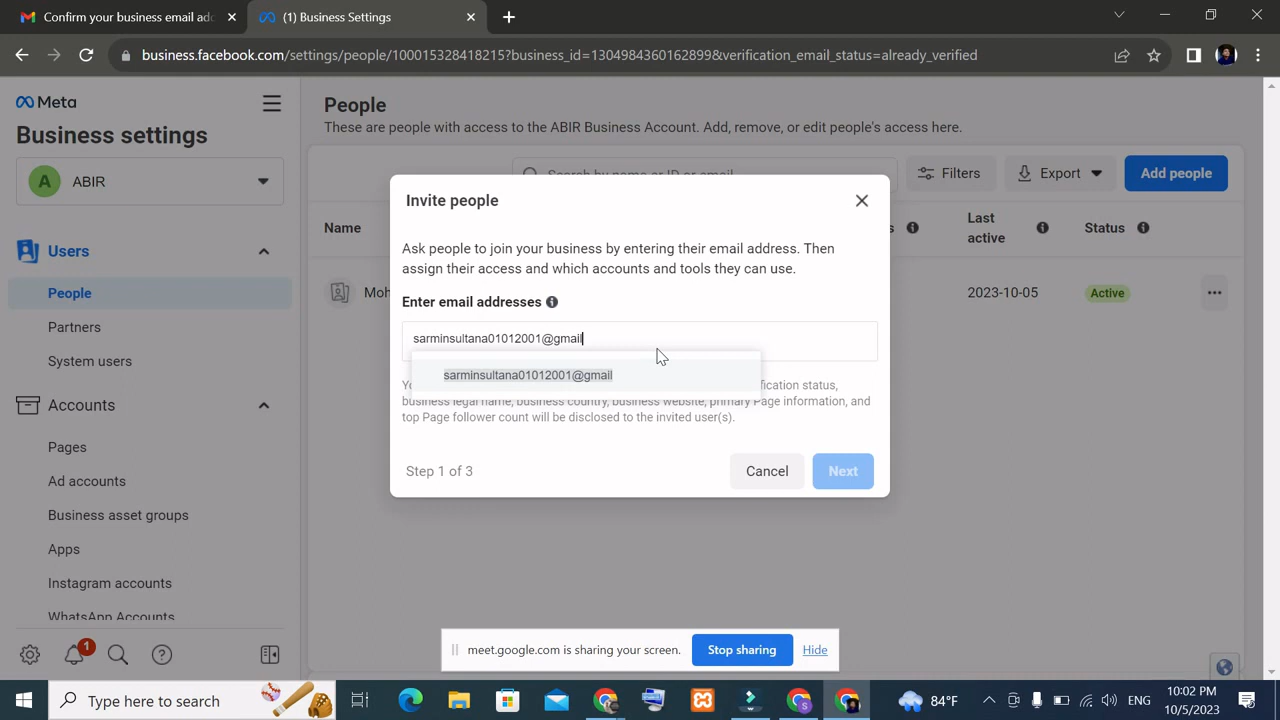 Confirm your business email add
(1) Business Settings
business.facebook.com/settings/people/100015328418215?business_id=1304984360162899&verification_email_status=already_verified
Meta
Business settings
A
ABIR
Users
People
Partners
System users
Accounts
Pages
Ad accounts
Business asset groups
Apps
Instagram accounts
WhatsApp Accounts
1
People
These are people with access to the ABIR Business Account. Add, remove, or edit people's access here.
Search by name or ID or email
Filters
Export
Add people
Name
Last active
Status
Moh
2023-10-05
Active
Invite people
Ask people to join your business by entering their email address. Then
assign their access and which accounts and tools they can use.
Enter email addresses
sarminsultana01012001@gmail
sarminsultana01012001@gmail
business legal name, business country, business website, primary Page information, and
top Page follower count will be disclosed to the invited user(s).
Step 1 of 3
Cancel
Next
meet.google.com is sharing your screen.
Stop sharing
Hide
Type here to search
84°F
ENG
10:02 PM
10/5/2023